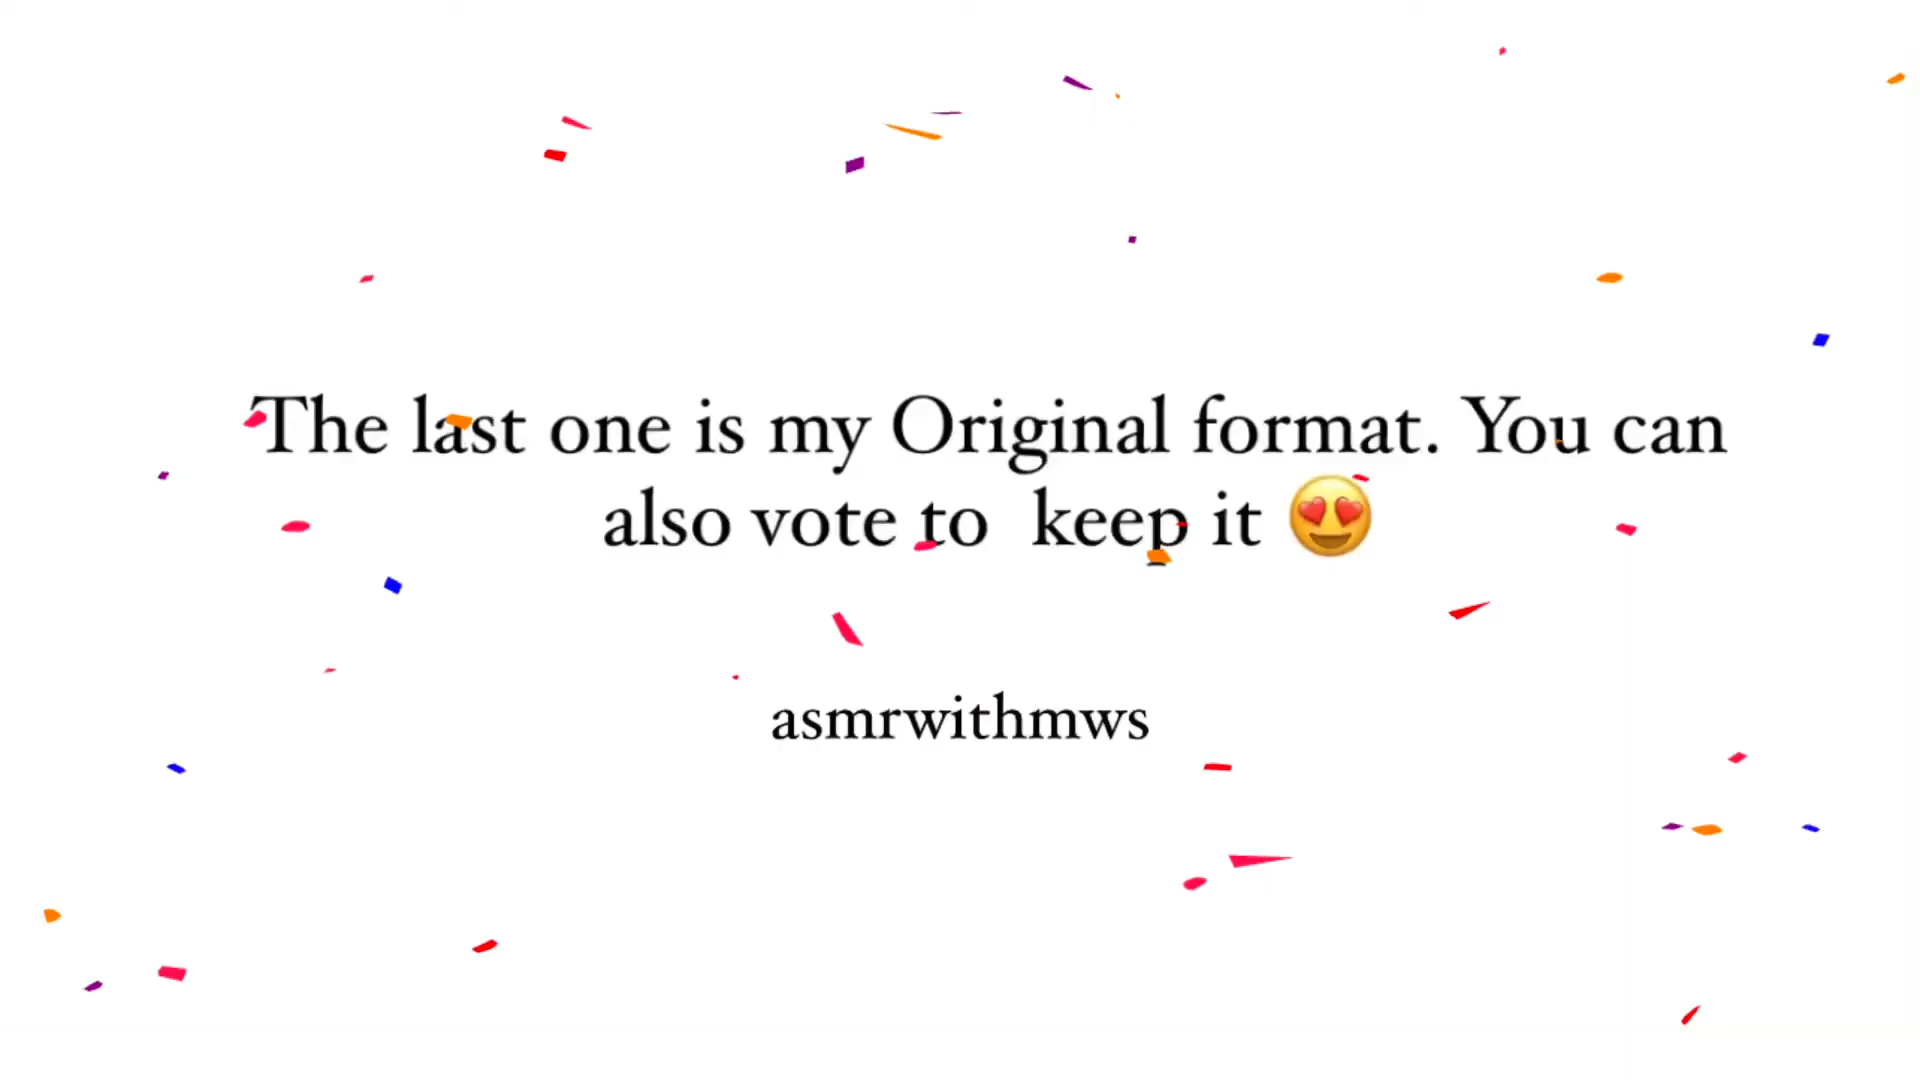 The last one is my Original format. You can
also vote to  keep it 😍
asmrwithmws